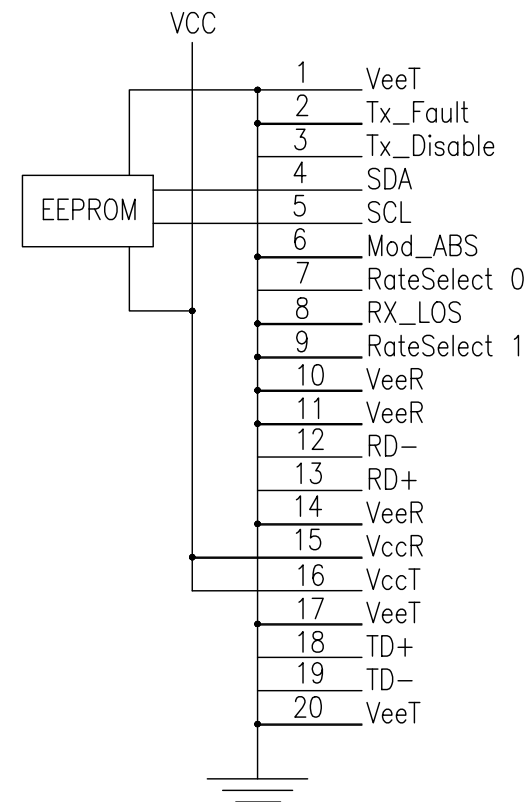 VCC
1 VeeT
2 Tx_Fault
3 Tx_Disable
4 SDA
EEPROM
5 SCL
6 Mod_ABS
7 RateSelect 0
8 RX_LOS
9 RateSelect 1
10 VeeR
11 VeeR
12 RD-
13 RD+
14 VeeR
15 VccR
16 VccT
17 VeeT
18 TD+
19 TD-
20 VeeT